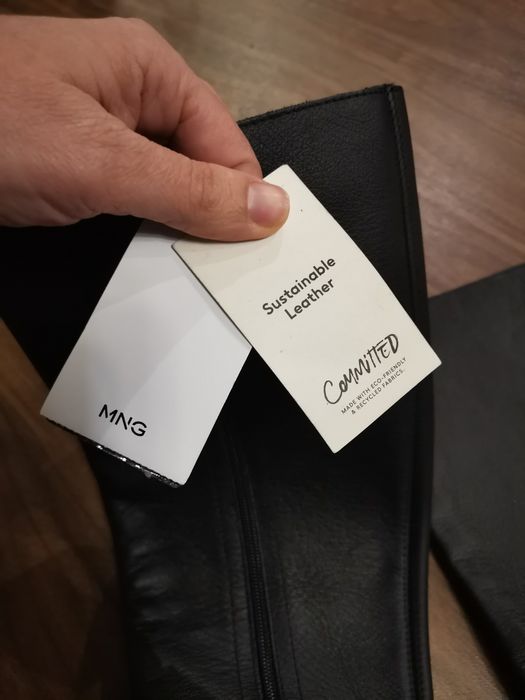 MNG
Sustainable
Leather
COMMITTED
MADE WITH ECO-FRIENDLY
& RECYCLED FABRICS.